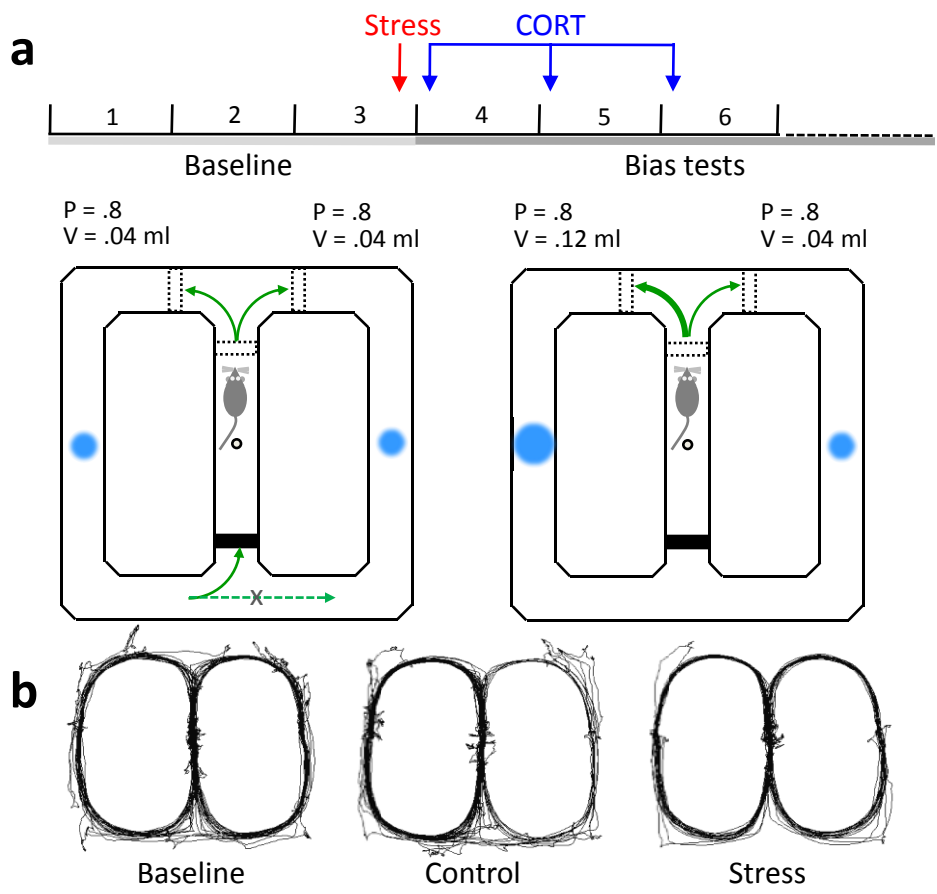 a
Stress CORT
1 2 3 4 5 6
Baseline Bias tests
P = .8 P = .8 P = .8 P = .8
V = .04 ml V = .04 ml V = .12 ml V = .04 ml
X
b
Baseline Control Stress